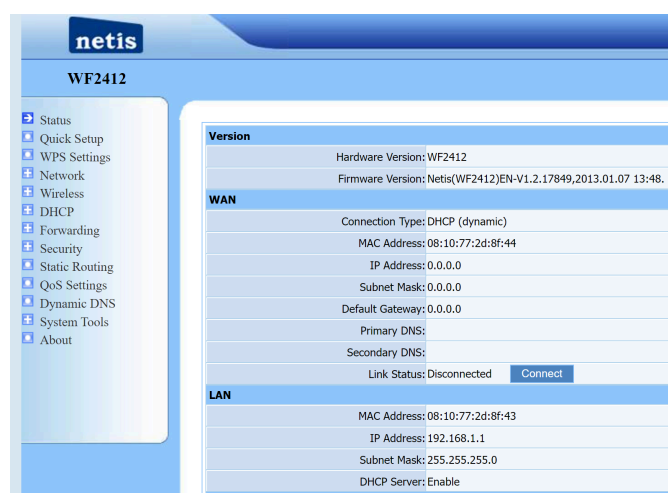 netis
WF2412
Status
Quick Setup
WPS Settings
Network
Wireless
DHCP
Forwarding
Security
Static Routing
QoS Settings
Dynamic DNS
System Tools
About
Version
Hardware Version: WF2412
Firmware Version: Netis(WF2412)EN-V1.2.17849,2013.01.07 13:48.
WAN
Connection Type: DHCP (dynamic)
MAC Address: 08:10:77:2d:8f:44
IP Address: 0.0.0.0
Subnet Mask: 0.0.0.0
Default Gateway: 0.0.0.0
Primary DNS:
Secondary DNS:
Link Status: Disconnected Connect
LAN
MAC Address: 08:10:77:2d:8f:43
IP Address: 192.168.1.1
Subnet Mask: 255.255.255.0
DHCP Server: Enable